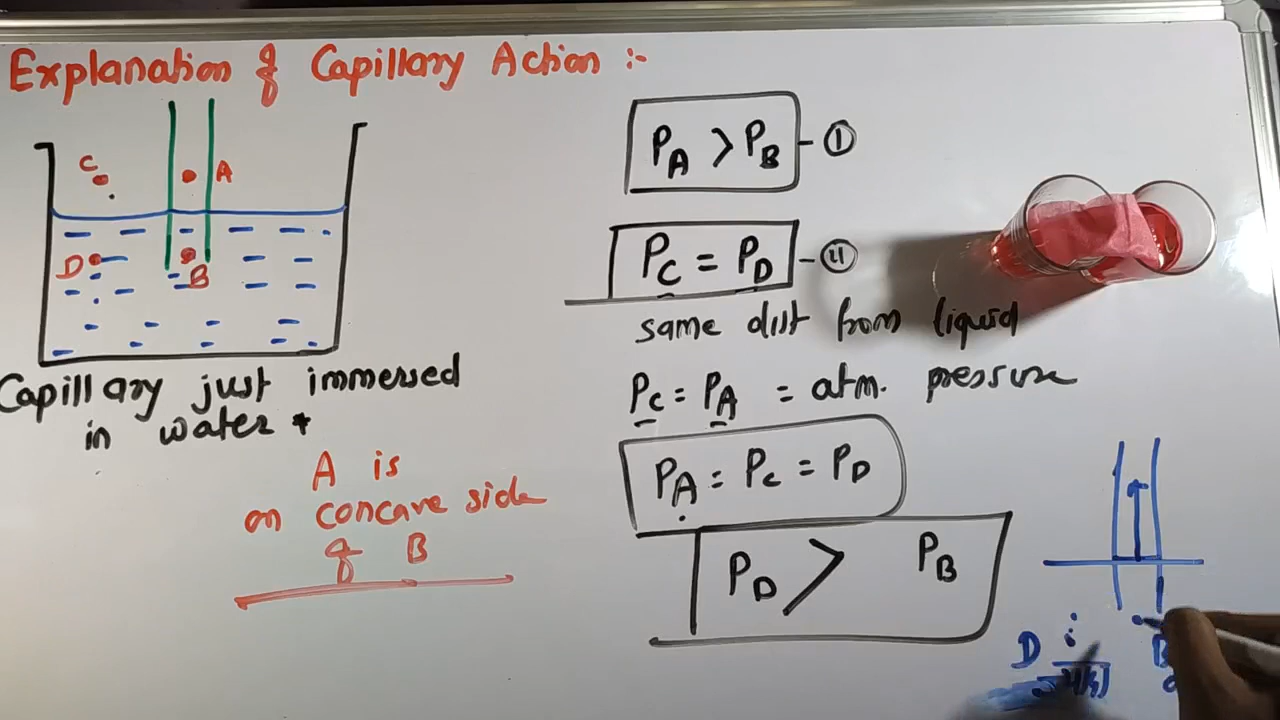 Explanation of Capillary Action :-
C
A
D
B
Capillary just immersed
in water
A is
on concave side
of B
PA > PB - ①
PC = PD - ②
same dist from liquid
Pc = PA = atm. pressure
PA = Pc = PD
PD > PB
D
B